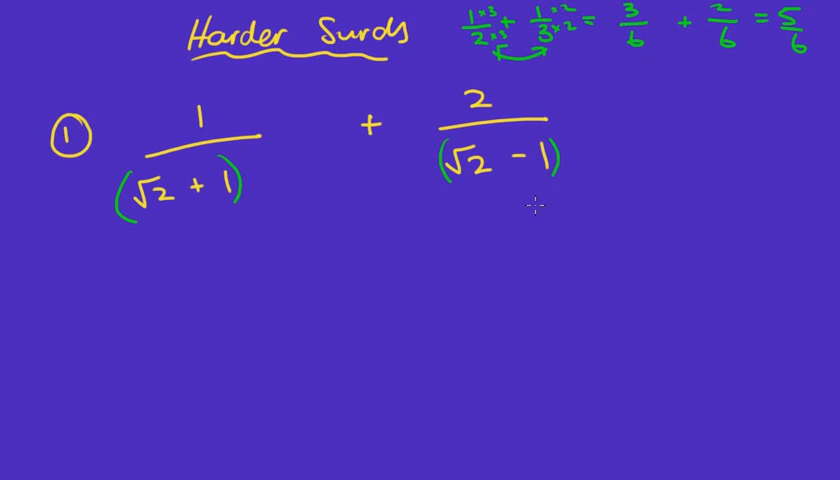 Harder Surds
1×3/2×3 + 1×2/3×2 = 3/6 + 2/6 = 5/6
① 1/(√2 + 1) + 2/(√2 - 1)